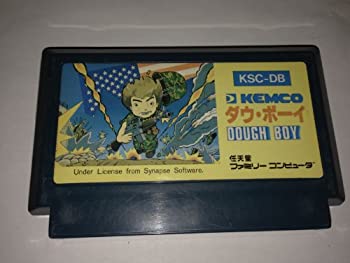 KSC-DB
KEMCO
ダウ・ボーイ
DOUGH BOY
任天堂
ファミリー コンピュータ
Under License from Synapse Software.